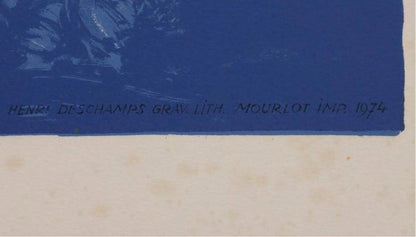 HENRI DESCHAMPS GRAV. LITH. MOURLOT IMP. 1974